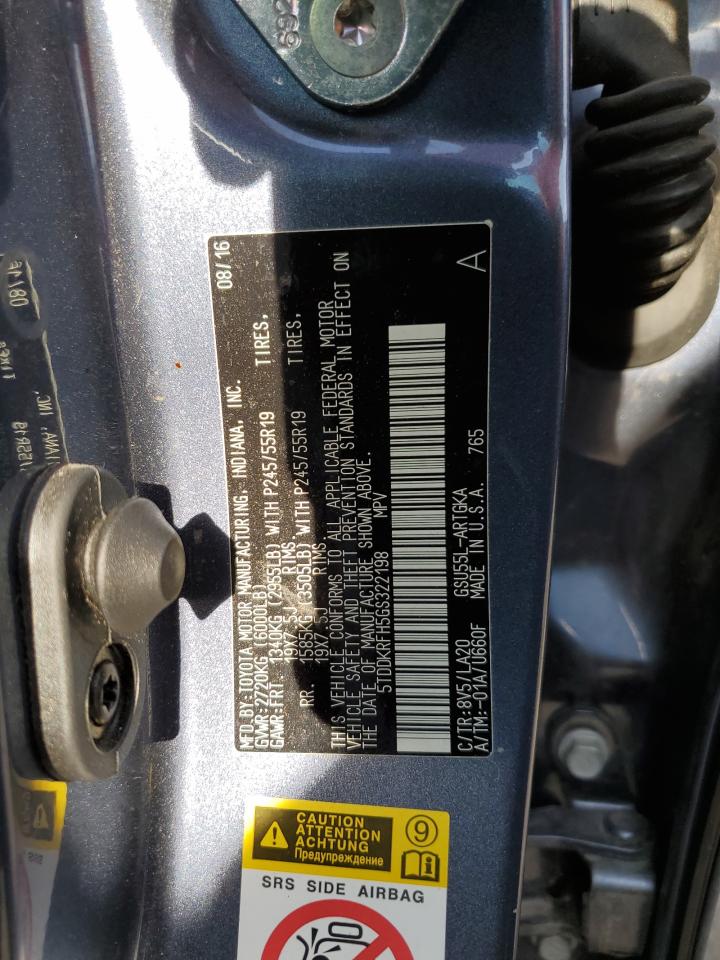 MFD.BY:TOYOTA MOTOR MANUFACTURING, INDIANA, INC. 08/16
GVWR:2720KG (6000LB)
GAWR:FRT 1340KG (2955LB) WITH P245/55R19 TIRES,
19X7.5J RIMS
RR. 1585KG (3505LB) WITH P245/55R19 TIRES,
19X7.5J RIMS
THIS VEHICLE CONFORMS TO ALL APPLICABLE FEDERAL MOTOR
VEHICLE SAFETY AND THEFT PREVENTION STANDARDS IN EFFECT ON
THE DATE OF MANUFACTURE SHOWN ABOVE.
5TDDKRFH5GS322198 MPV
C/TR:8V5/LA20 GSU55L-ARTGKA
A/TM:-01A/U660F MADE IN U.S.A. 765
A
CAUTION
ATTENTION
ACHTUNG
Предупреждение
9
SRS SIDE AIRBAG